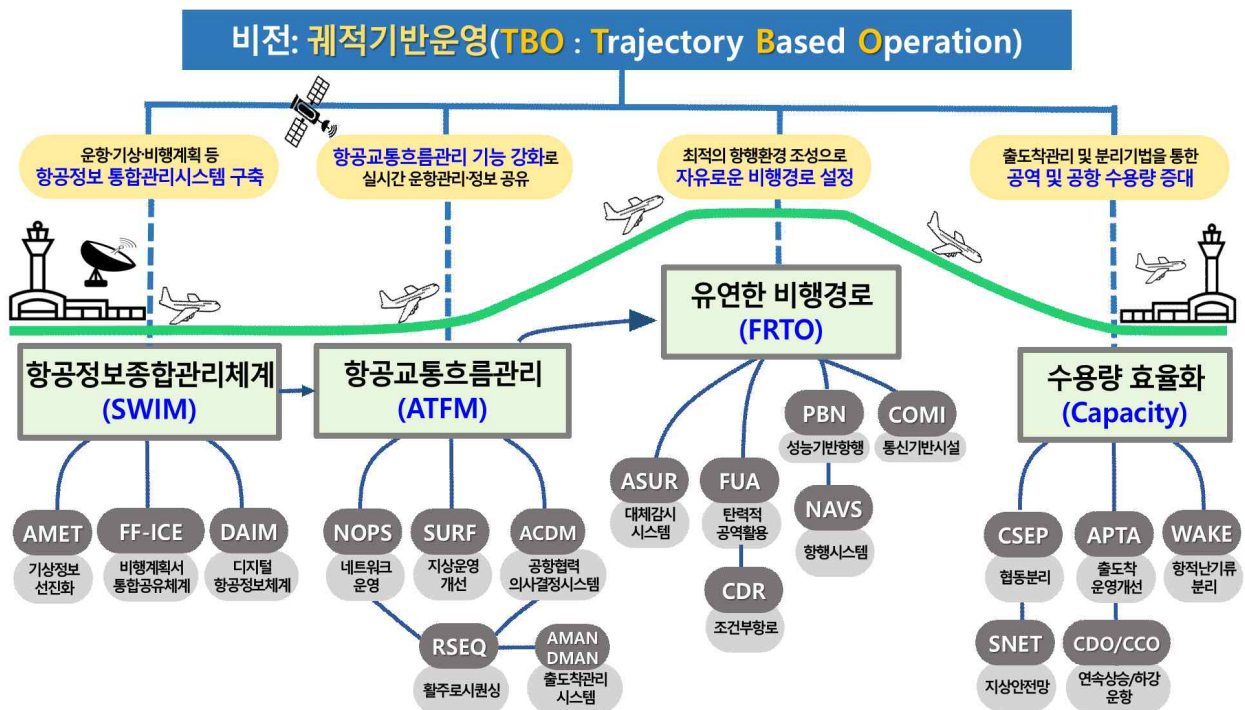 비전: 궤적기반운영(TBO : Trajectory Based Operation)
운항·기상·비행계획 등
항공정보 통합관리시스템 구축
항공교통흐름관리 기능 강화로
실시간 운항관리·정보 공유
최적의 항행환경 조성으로
자유로운 비행경로 설정
출도착관리 및 분리기법을 통한
공역 및 공항 수용량 증대
항공정보종합관리체계
(SWIM)
AMET
기상정보
선진화
FF-ICE
비행계획서
통합공유체계
DAIM
디지털
항공정보체계
항공교통흐름관리
(ATFM)
NOPS
네트워크
운영
SURF
지상운영
개선
ACDM
공항협력
의사결정시스템
RSEQ
활주로시퀀싱
AMAN
DMAN
출도착관리
시스템
유연한 비행경로
(FRTO)
ASUR
대체감시
시스템
FUA
탄력적
공역활용
CDR
조건부항로
PBN
성능기반항행
NAVS
항행시스템
COMI
통신기반시설
수용량 효율화
(Capacity)
CSEP
협동분리
SNET
지상안전망
APTA
출도착
운영개선
CDO/CCO
연속상승/하강
운항
WAKE
항적난기류
분리